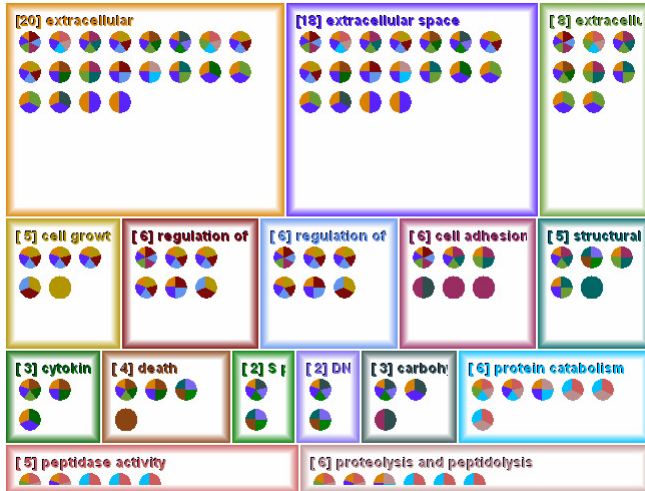 [20] extracellular
[18] extracellular space
[ 8] extracellu
[ 5] cell growt
[ 6] regulation of
[ 6] regulation of
[ 6] cell adhesion
[ 5] structural
[ 3] cytokin
[ 4] death
[ 2] S p
[ 2] DN
[ 3] carbohy
[ 6] protein catabolism
[ 5] peptidase activity
[ 6] proteolysis and peptidolysis